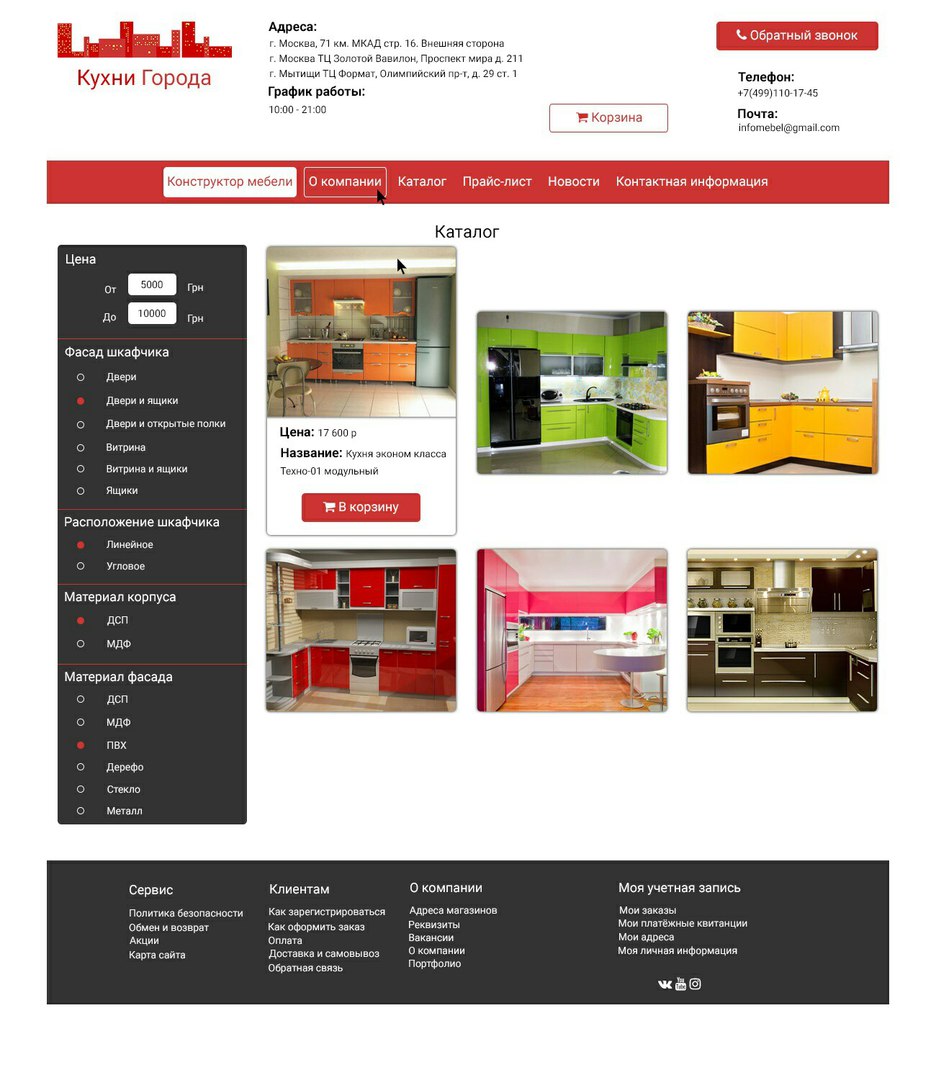 Кухни Города
Адреса:
г. Москва, 71 км. МКАД стр. 16. Внешняя сторона
г. Москва ТЦ Золотой Вавилон, Проспект мира д. 211
г. Мытищи ТЦ Формат, Олимпийский пр-т, д. 29 ст. 1
График работы:
10:00 - 21:00
Корзина
Обратный звонок
Телефон:
+7(499)110-17-45
Почта:
infomebel@gmail.com
Конструктор мебели О компании Каталог Прайс-лист Новости Контактная информация
Каталог
Цена
От 5000 Грн
До 10000 Грн
Фасад шкафчика
Двери
Двери и ящики
Двери и открытые полки
Витрина
Витрина и ящики
Ящики
Расположение шкафчика
Линейное
Угловое
Материал корпуса
ДСП
МДФ
Материал фасада
ДСП
МДФ
ПВХ
Дерефо
Стекло
Металл
Цена: 17 600 р
Название: Кухня эконом класса
Техно-01 модульный
В корзину
Сервис
Политика безопасности
Обмен и возврат
Акции
Карта сайта
Клиентам
Как зарегистрироваться
Как оформить заказ
Оплата
Доставка и самовывоз
Обратная связь
О компании
Адреса магазинов
Реквизиты
Вакансии
О компании
Портфолио
Моя учетная запись
Мои заказы
Мои платёжные квитанции
Мои адреса
Моя личная информация